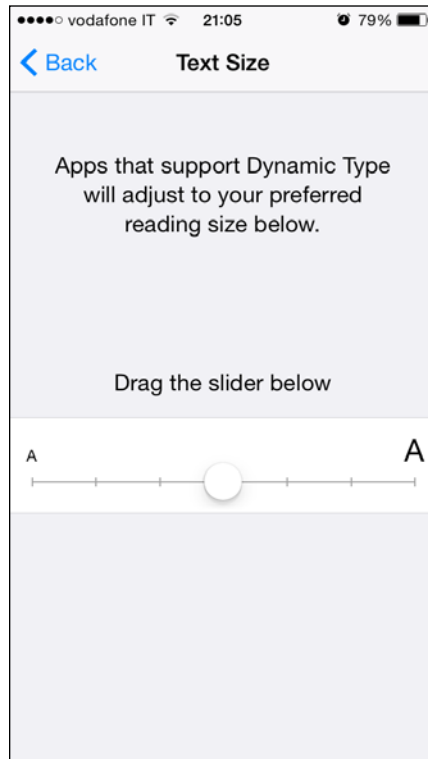 vodafone IT 21:05 79%
Back Text Size
Apps that support Dynamic Type
will adjust to your preferred
reading size below.
Drag the slider below
A A